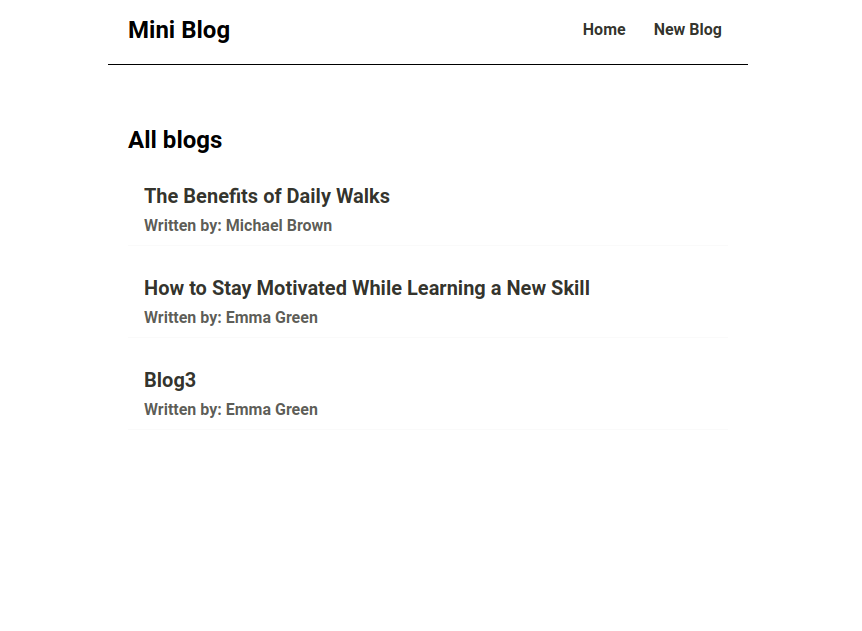 Mini Blog
Home New Blog
All blogs
The Benefits of Daily Walks
Written by: Michael Brown
How to Stay Motivated While Learning a New Skill
Written by: Emma Green
Blog3
Written by: Emma Green